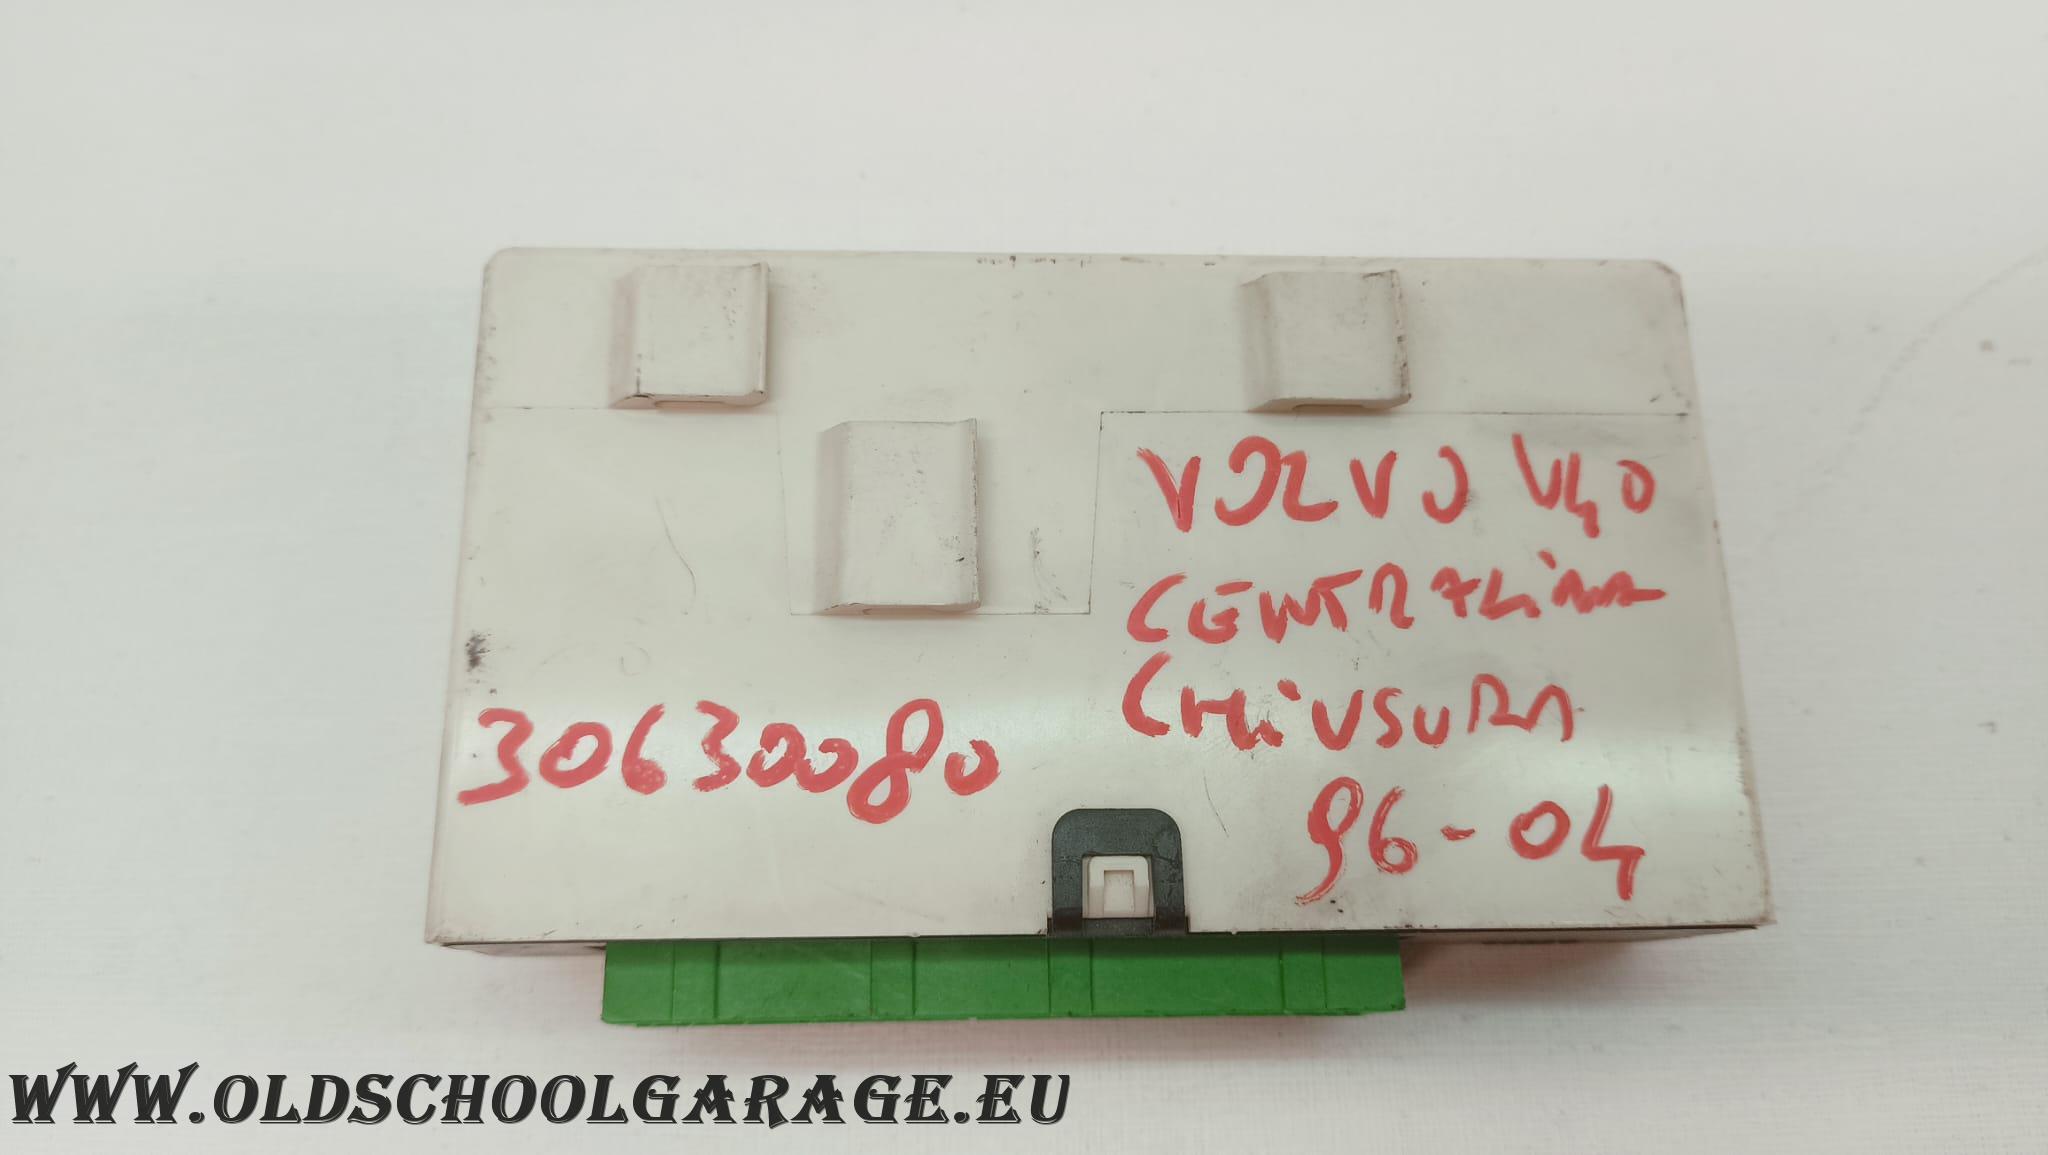 VOLVO V40
CENTRALINA
CHIUSURA
96-04
30630080
WWW.OLDSCHOOLGARAGE.EU